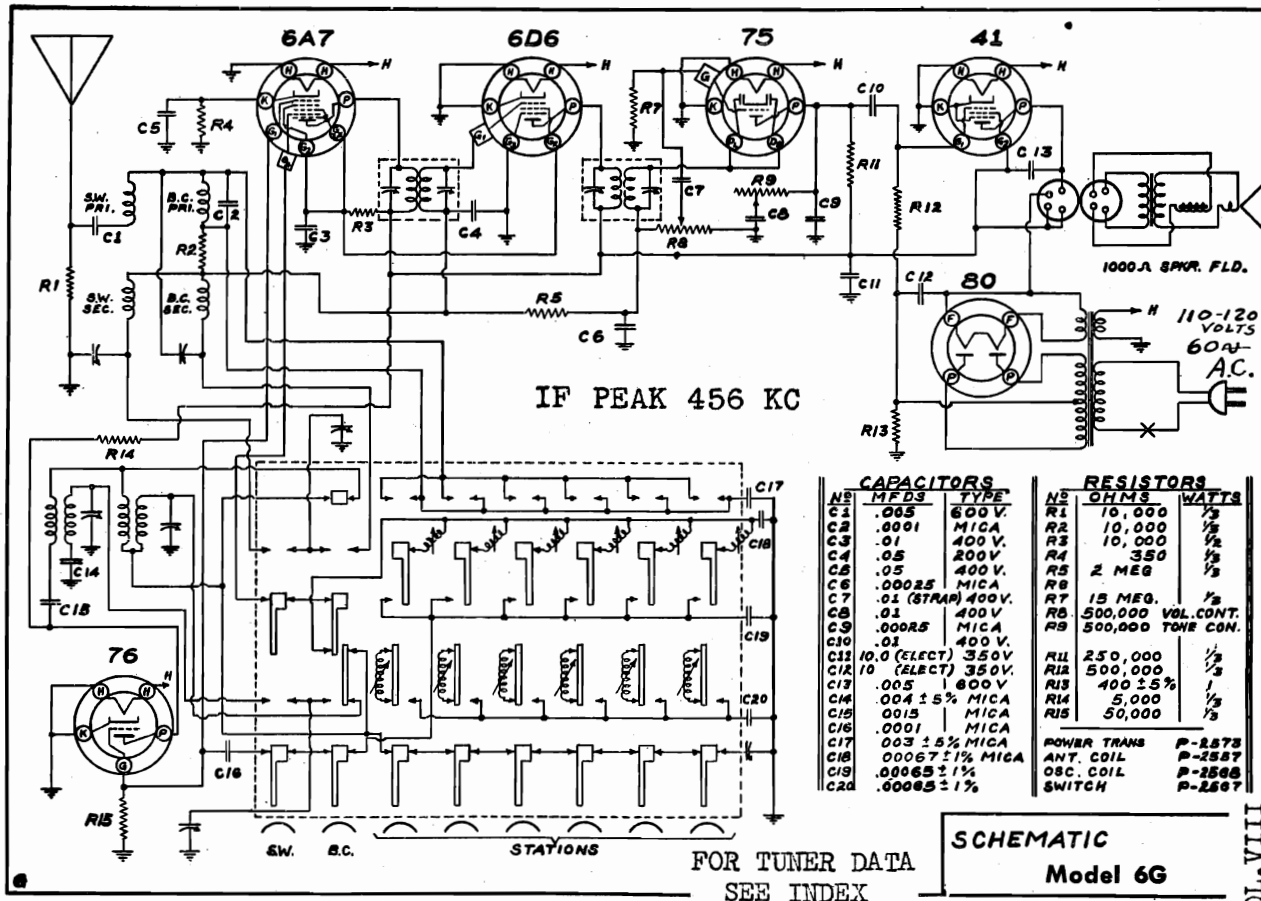 6A7
6D6
75
41
H
H
H
H
H
H
H
H
H
H
H
H
K
P
K
P
K
P
K
P
G
G1
C5
R4
R7
C10
R11
C13
S.W. PRI.
B.C. PRI.
C2
C1
R2
C3
R3
C4
C7
R9
C8
C9
R8
R12
R1
S.W. SEC.
B.C. SEC.
R5
C6
C11
C12
80
F
F
P
P
1000Ω SPKR. FLD.
H
110-120
VOLTS
60~
A.C.
IF PEAK 456 KC
R14
R13
C14
C15
C17
C18
C19
C20
76
H
H
H
K
P
G
C16
R15
S.W.
B.C.
STATIONS
CAPACITORS
Nº MFDS TYPE
C1 .005 600V.
C2 .0001 MICA
C3 .01 400V.
C4 .05 200V
C5 .05 400V.
C6 .00025 MICA
C7 .01 (STRAP) 400V.
C8 .01 400V
C9 .00025 MICA
C10 .01 400V.
C11 10.0 (ELECT) 350V
C12 10 (ELECT) 350V.
C13 .005 600V
C14 .004 ±5% MICA
C15 0015 MICA
C16 .0001 MICA
C17 003 ±5% MICA
C18 00067 ±1% MICA
C19 .00065 ±1%
C20 .00065 ±1%
RESISTORS
Nº OHMS WATTS
R1 10,000 1/3
R2 10,000 1/3
R3 10,000 1/2
R4 350 1/3
R5 2 MEG 1/3
R6
R7 15 MEG. 1/3
R8 500,000 VOL.CONT.
R9 500,000 TONE CON.
R11 250,000 1/3
R12 500,000 1/3
R13 400 ±5% 1
R14 5,000 1/3
R15 50,000 1/3
POWER TRANS P-2573
ANT. COIL P-2557
OSC. COIL P-2568
SWITCH P-2567
FOR TUNER DATA
SEE INDEX
SCHEMATIC
Model 6G
G